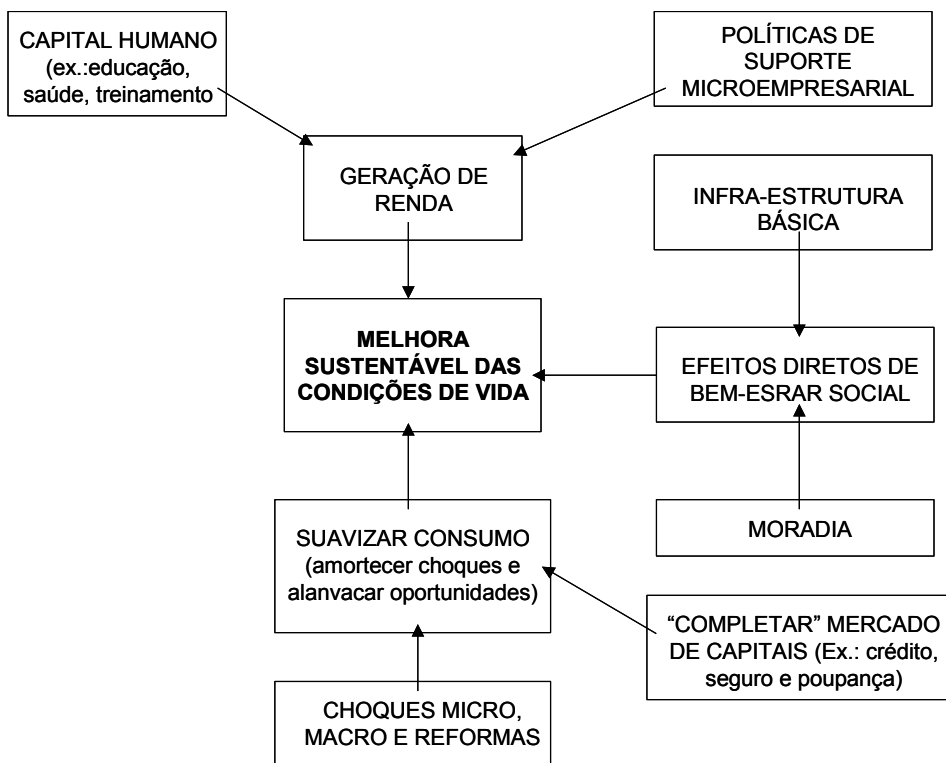 CAPITAL HUMANO
(ex.:educação,
saúde, treinamento
POLÍTICAS DE
SUPORTE
MICROEMPRESARIAL
GERAÇÃO DE
RENDA
INFRA-ESTRUTURA
BÁSICA
MELHORA
SUSTENTÁVEL DAS
CONDIÇÕES DE VIDA
EFEITOS DIRETOS DE
BEM-ESRAR SOCIAL
SUAVIZAR CONSUMO
(amortecer choques e
alanvacar oportunidades)
MORADIA
“COMPLETAR” MERCADO
DE CAPITAIS (Ex.: crédito,
seguro e poupança)
CHOQUES MICRO,
MACRO E REFORMAS